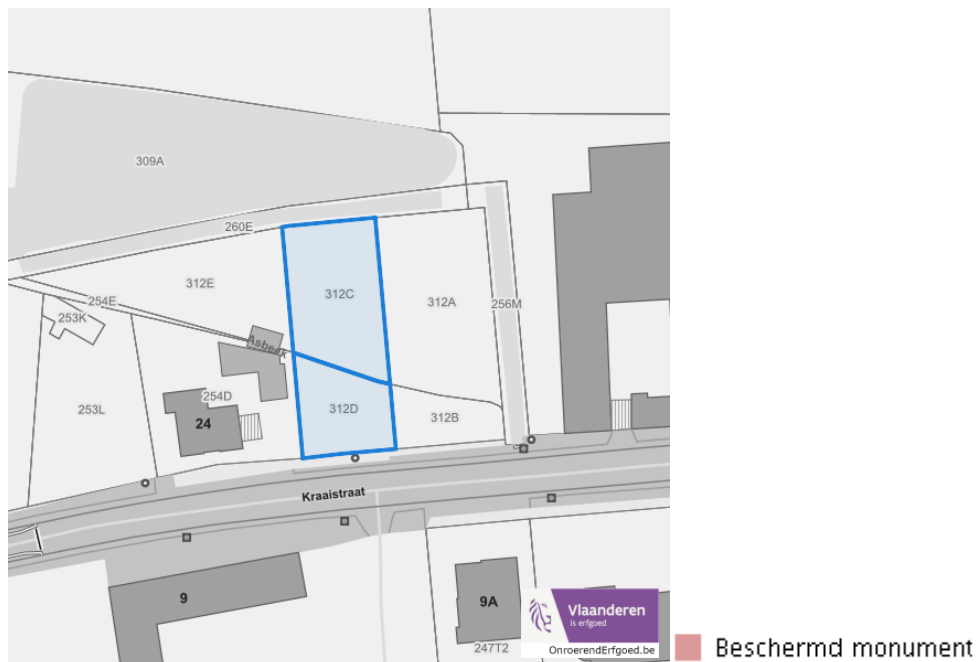 309A
260E
312E
312C
312A
254E
256M
253K
Asbeek
254D
312D
312B
253L
24
Kraaistraat
9
9A
Vlaanderen
is erfgoed
OnroerendErfgoed.be
247T2
Beschermd monument